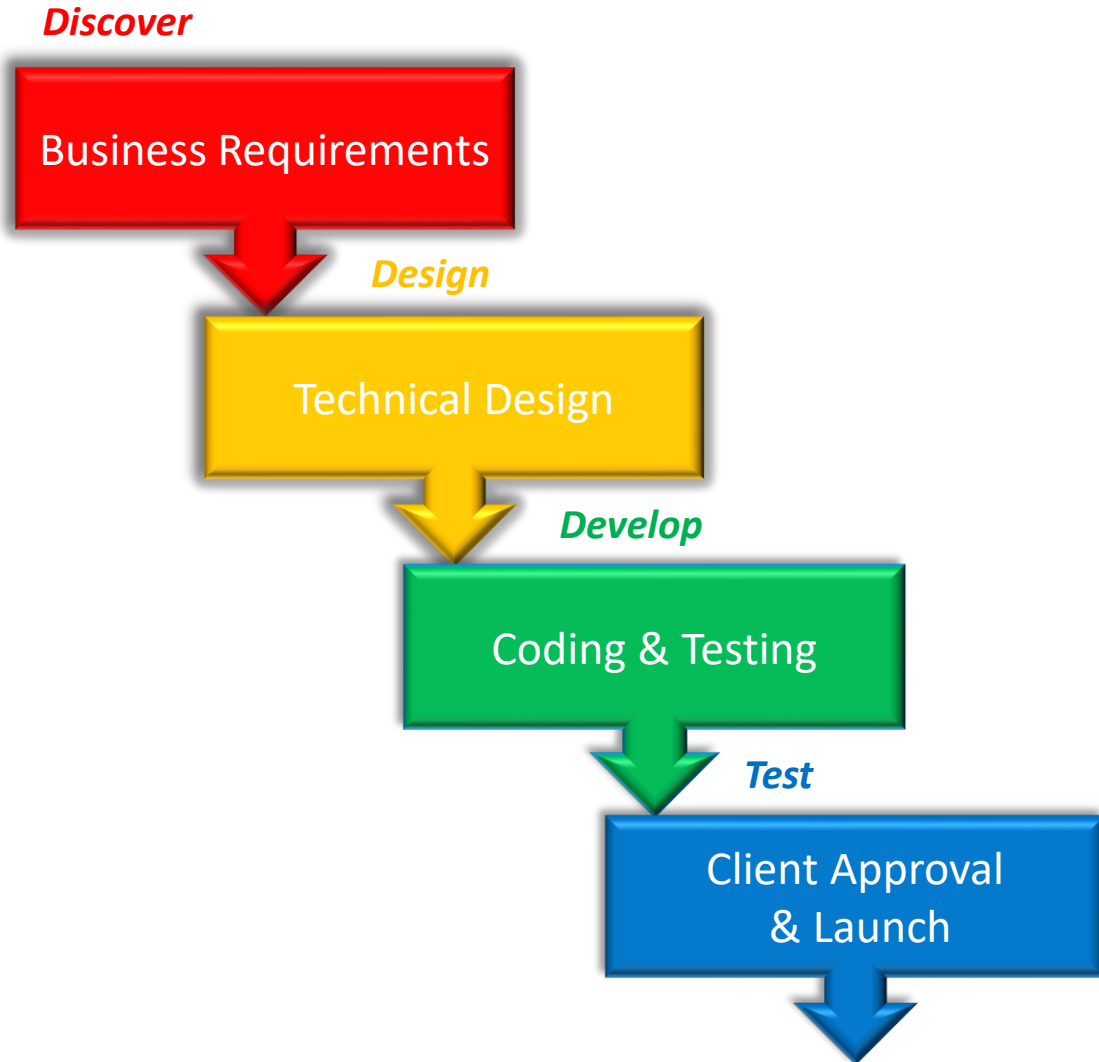 Discover
Business Requirements
Design
Technical Design
Develop
Coding & Testing
Test
Client Approval
& Launch